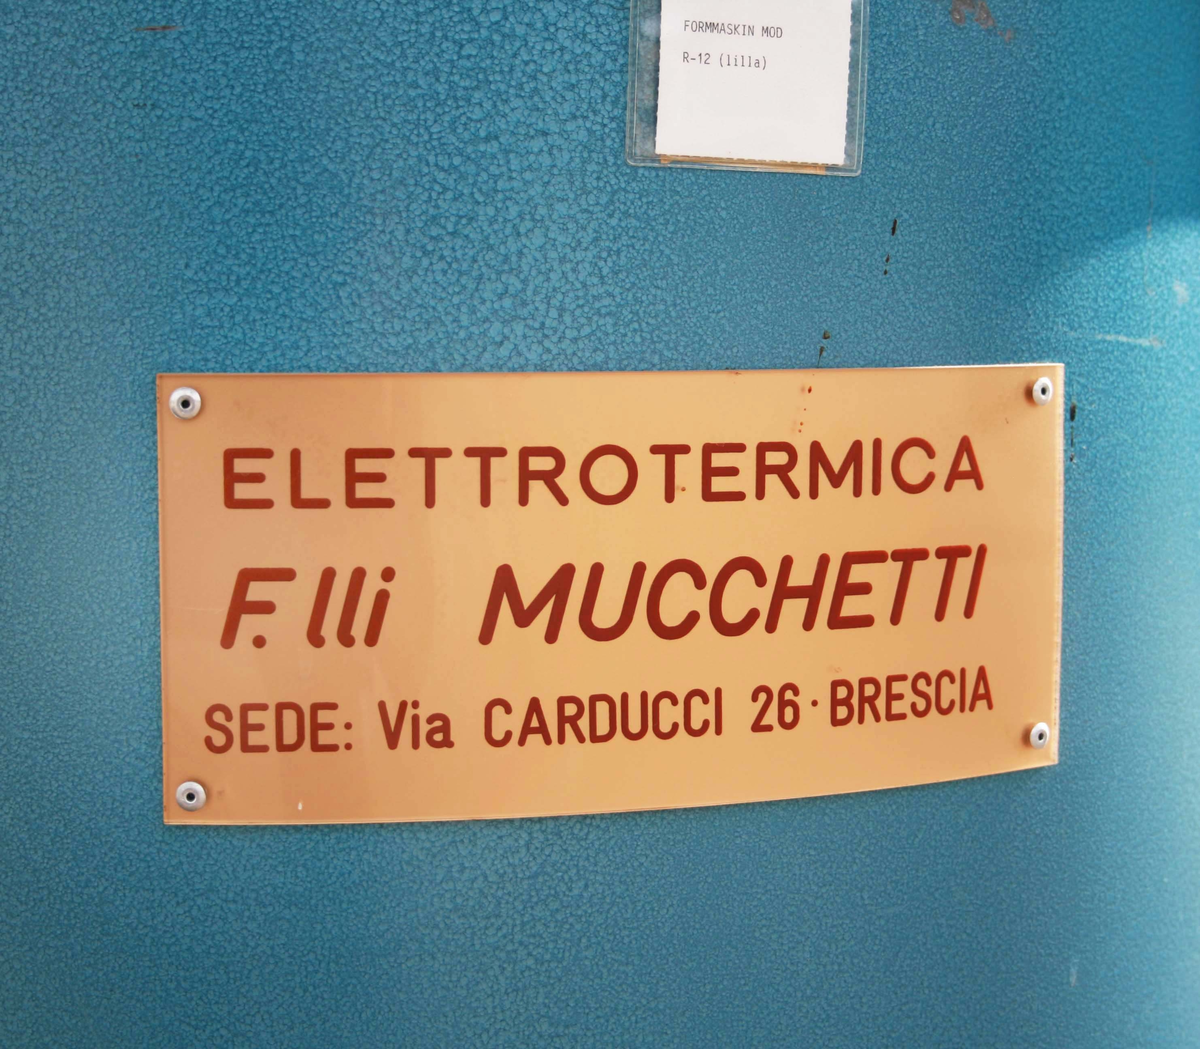 FORMMASKIN MOD
R-12 (lilla)
ELETTROTERMICA
F.lli MUCCHETTI
SEDE: Via CARDUCCI 26 · BRESCIA